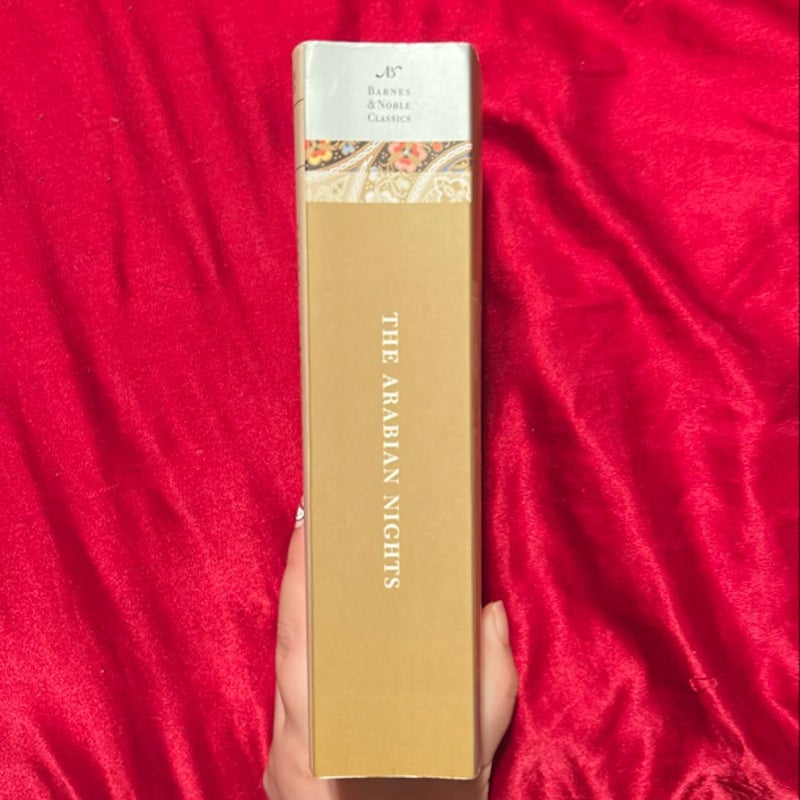 BARNES
& NOBLE
CLASSICS
THE ARABIAN NIGHTS